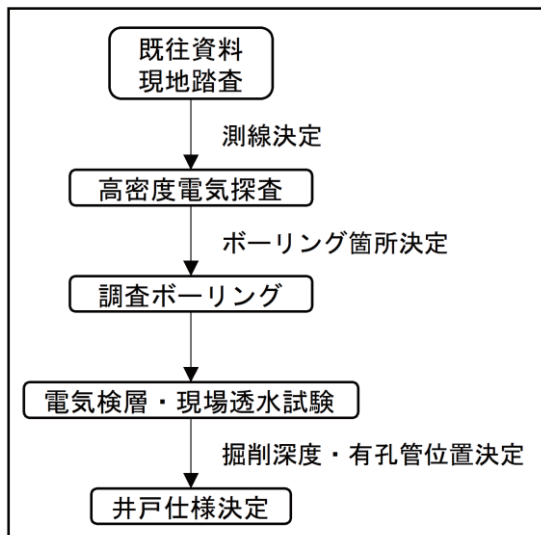 既往資料
現地踏査
測線決定
高密度電気探査
ボーリング箇所決定
調査ボーリング
電気検層・現場透水試験
掘削深度・有孔管位置決定
井戸仕様決定